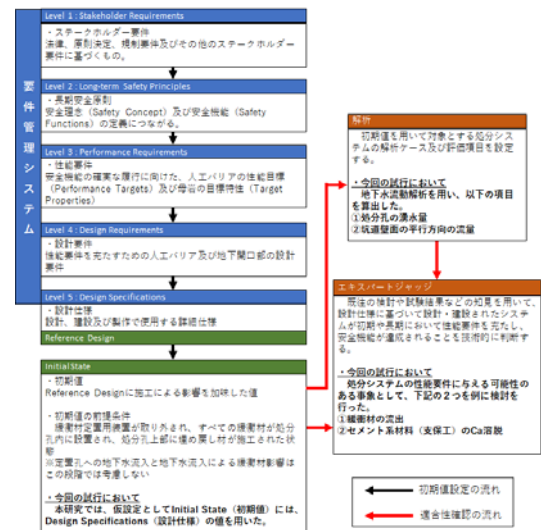 要件管理システム
Level 1 : Stakeholder Requirements
・ステークホルダー要件
法律、原則決定、規制要件及びその他のステークホルダー
要件に基づくもの。
Level 2 : Long-term Safety Principles
・長期安全原則
安全理念（Safety Concept）及び安全機能（Safety
Functions）の定義につながる。
Level 3 : Performance Requirements
・性能要件
安全機能の確実な履行に向けた、人工バリアの性能目標
（Performance Targets）及び母岩の目標特性（Target
Properties）
Level 4 : Design Requirements
・設計要件
性能要件を充たすための人工バリア及び地下開口部の設計
要件
Level 5 : Design Specifications
・設計仕様
設計、建設及び製作で使用する詳細仕様
Reference Design
Initial State
・初期値
Reference Designに施工による影響を加味した値
・初期値の前提条件
緩衝材定置用装置が取り外され、すべての緩衝材が処分
孔内に設置され、処分孔上部に埋め戻し材が施工された状
態
※定置孔への地下水流入と地下水流入による緩衝材影響は
この段階では考慮しない
・今回の試行において
本研究では、仮設定としてInitial State（初期値）には、
Design Specifications（設計仕様）の値を用いた。
解析
初期値を用いて対象とする処分シス
テムの解析ケース及び評価項目を設
定する。
・今回の試行において
地下水流動解析を用い、以下の項目
を算出した。
①処分孔の湧水量
②坑道壁面の平行方向の流量
エキスパートジャッジ
既往の検討や試験結果などの知見を用いて、
設計仕様に基づいて設計・建設されたシステ
ムが初期や長期において性能要件を充たし、
安全機能が達成されることを技術的に判断す
る。
・今回の試行において
処分システムの性能要件に与える可能性の
ある事象として、下記の２つを例に検討を
行った。
①緩衝材の流出
②セメント系材料（支保工）のCa溶脱
初期値設定の流れ
適合性確認の流れ